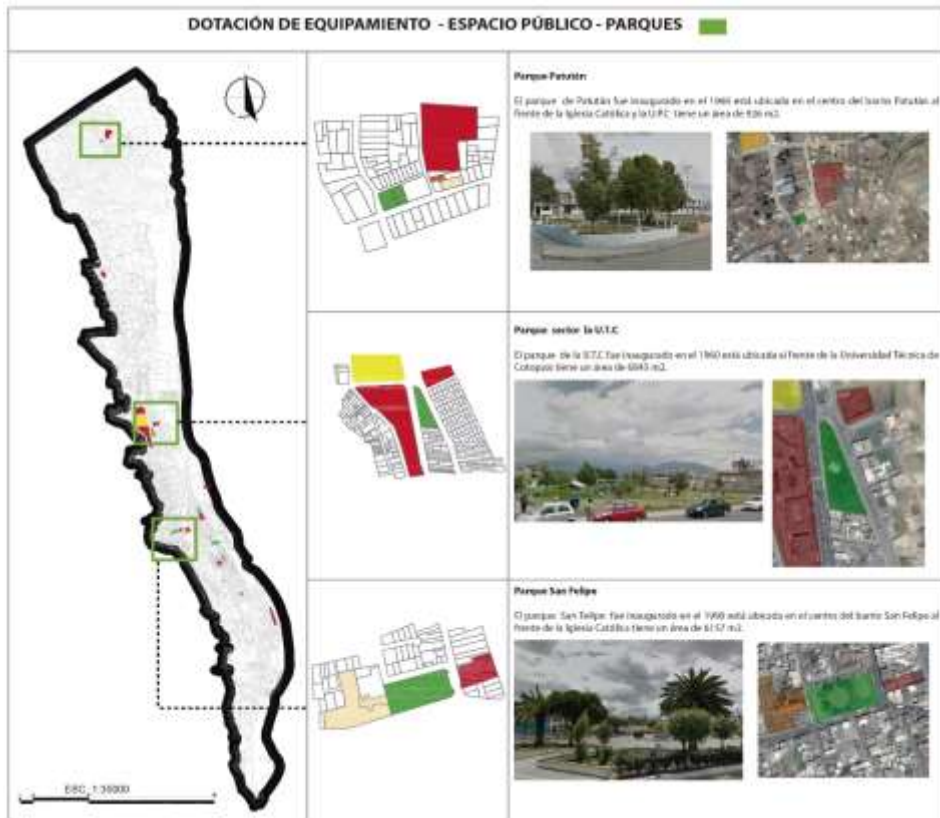 DOTACIÓN DE EQUIPAMIENTO - ESPACIO PÚBLICO - PARQUES
Parque Patután
El parque de Patután fue inaugurado en el está ubicada en el centro del barrio Patután al
frente de la Iglesia Católica y la U.P.C tiene un área de m2.
Parque sector la U.T.C
El parque de la U.T.C fue inaugurado en el 1960 está ubicada al frente de la Universidad Técnica de
Cotopaxi tiene un área de m2.
Parque San Felipe
El parque San Felipe fue inaugurado en el está ubicada en el centro del barrio San Felipe al
frente de la Iglesia Católica tiene un área de 6157 m2.
ESC_1:35000